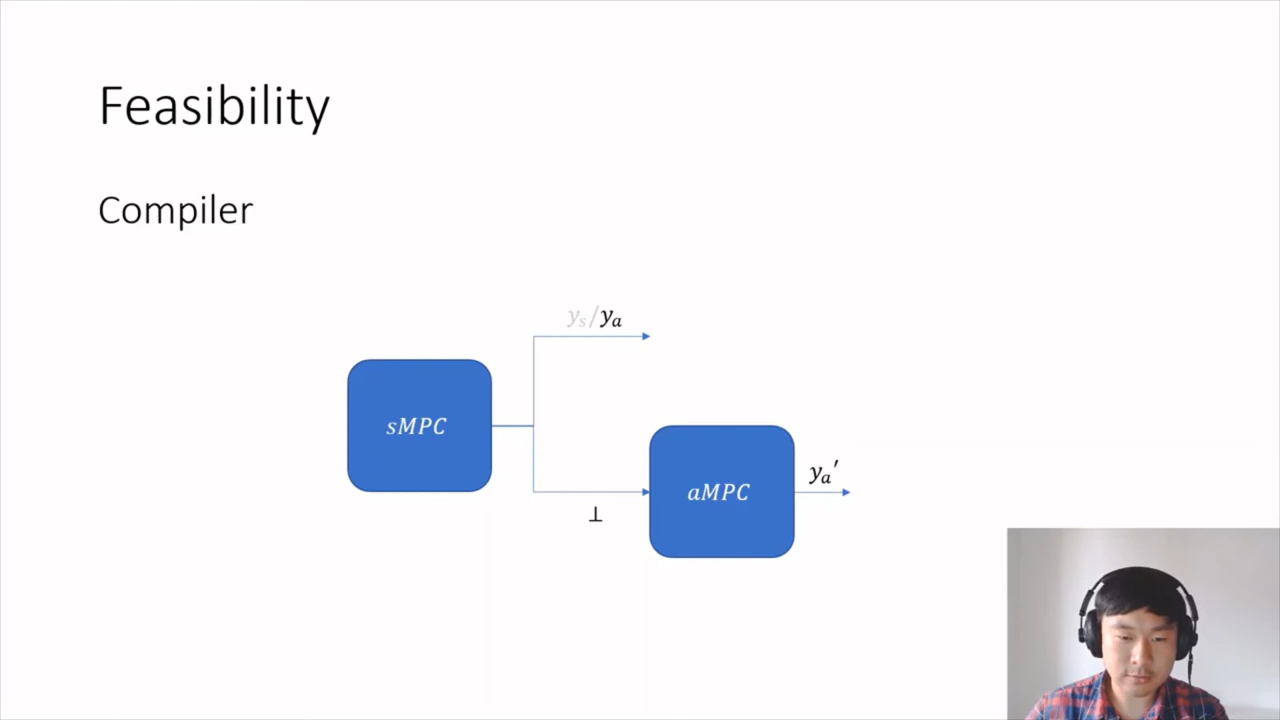 Feasibility
Compiler
yₛ/yₐ
sMPC
aMPC
yₐ′
⊥